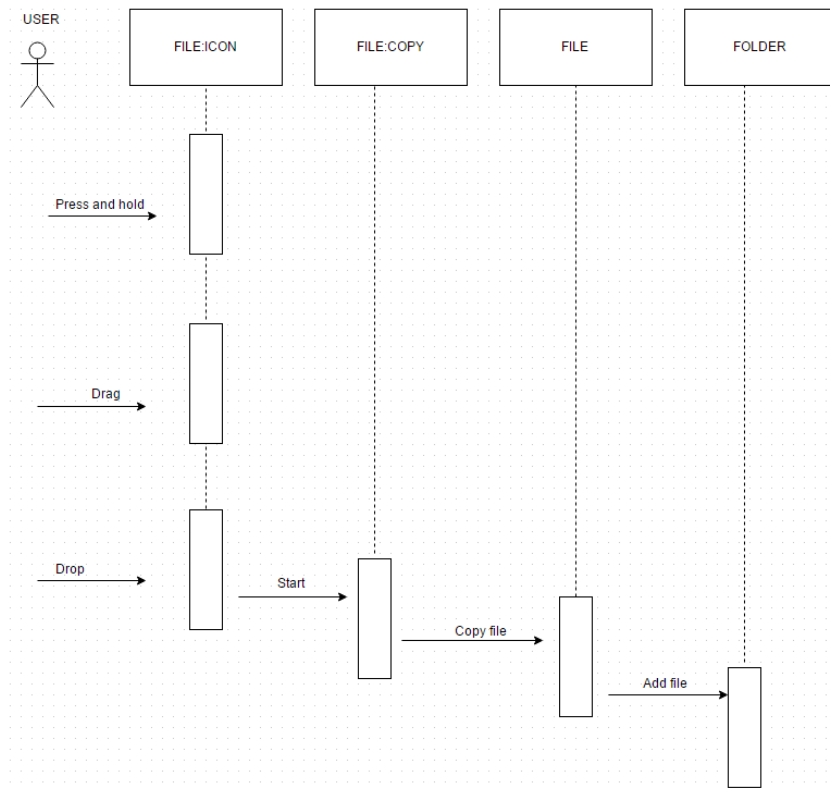 USER
FILE:ICON
FILE:COPY
FILE
FOLDER
Press and hold
Drag
Drop
Start
Copy file
Add file